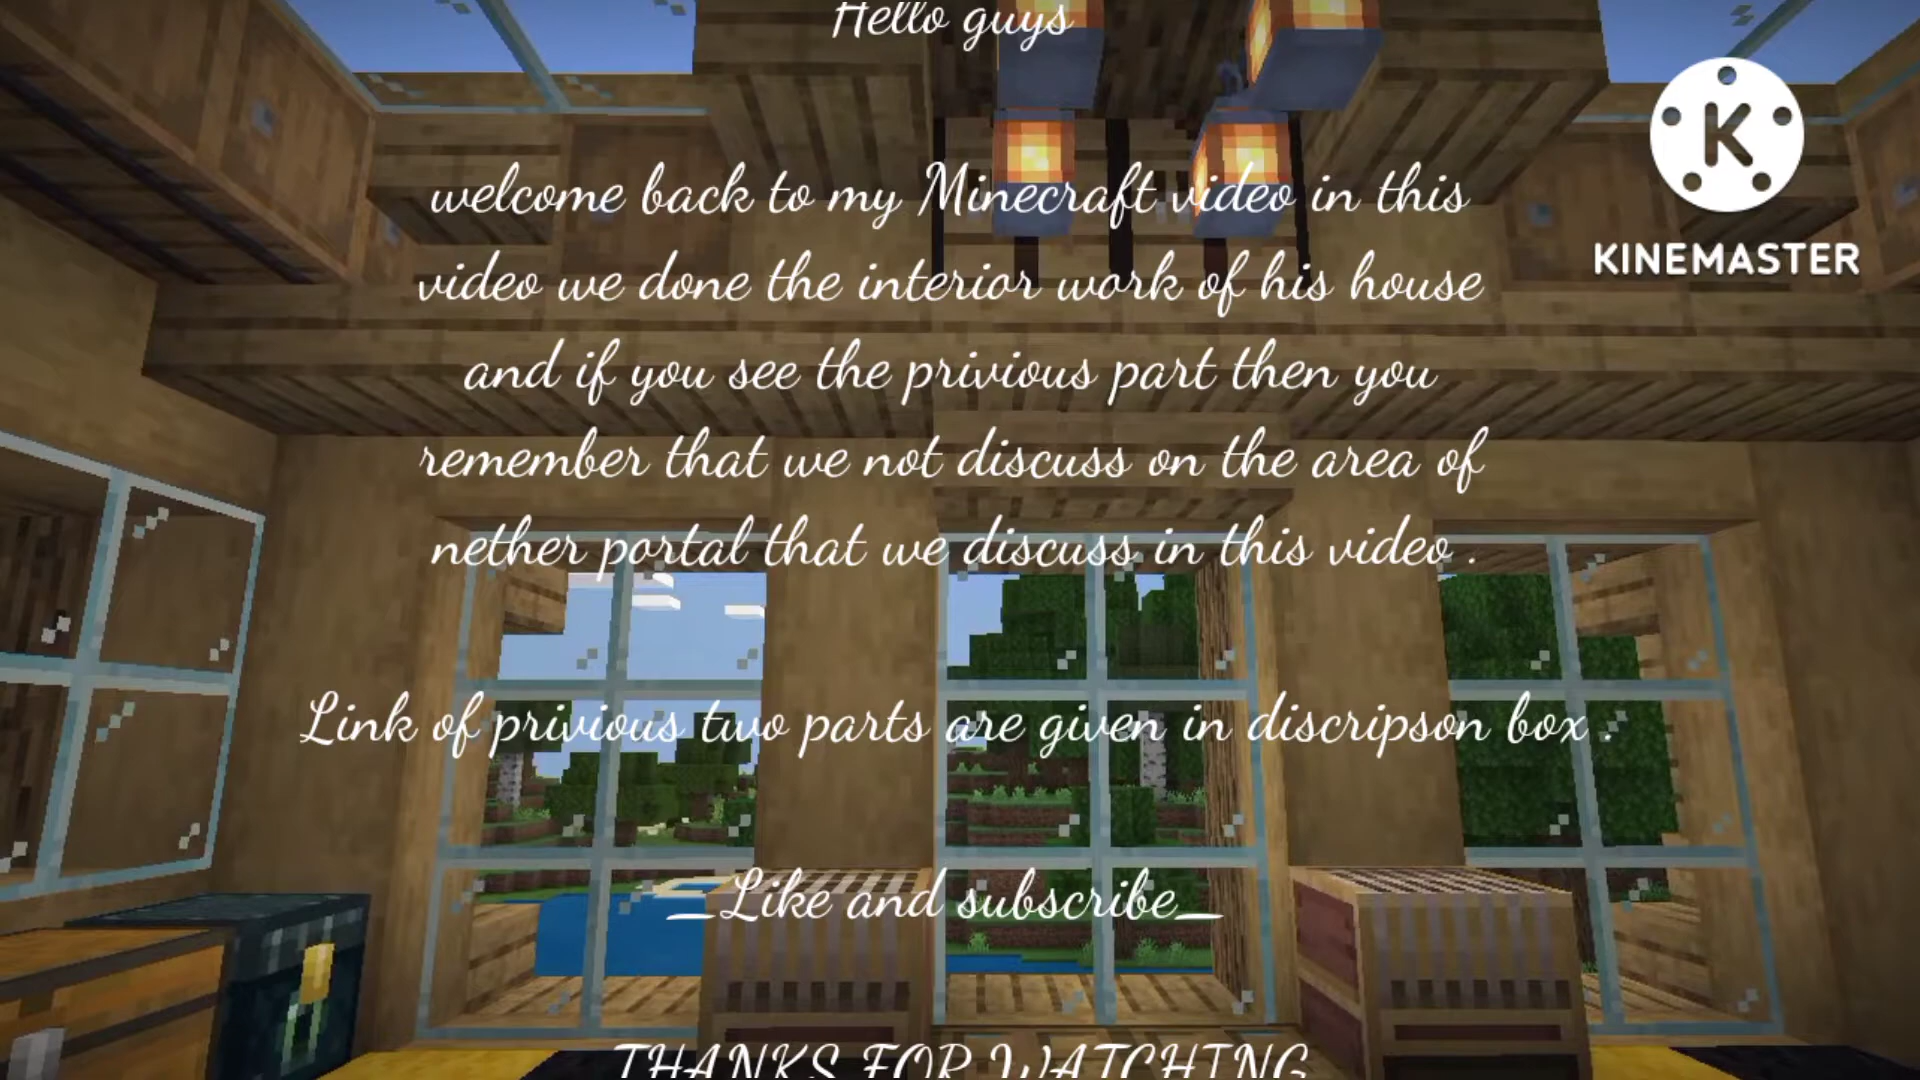 Hello guys
K
KINEMASTER
welcome back to my Minecraft video in this
video we done the interior work of his house
and if you see the privious part then you
remember that we not discuss on the area of
nether portal that we discuss in this video .
Link of privious two parts are given in discripson box .
_Like and subscribe_
THANKS FOR WATCHING